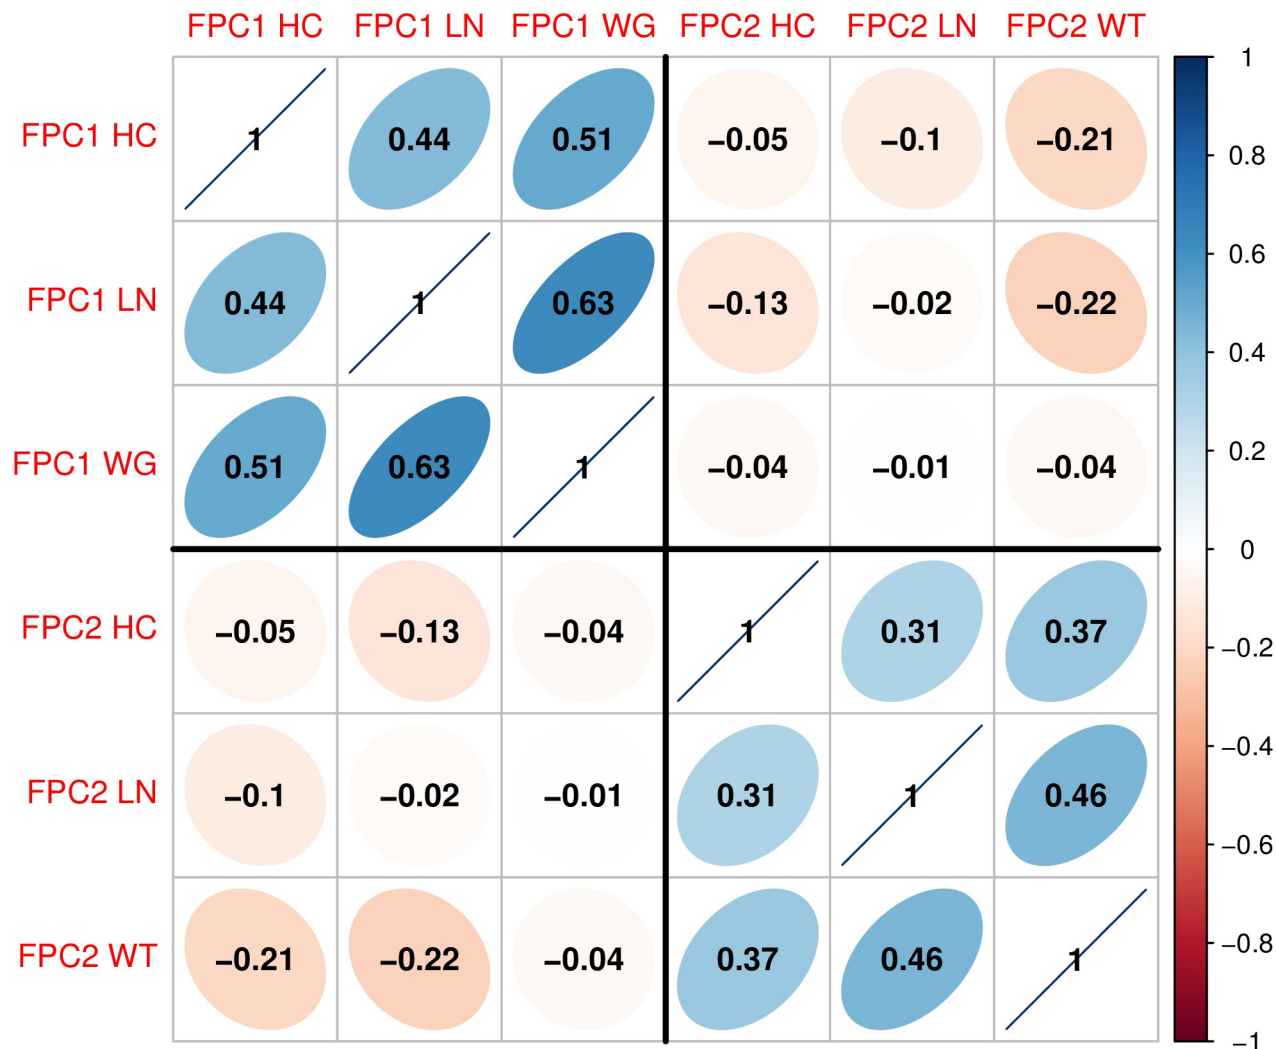 FPC1 HC FPC1 LN FPC1 WG FPC2 HC FPC2 LN FPC2 WT
FPC1 HC 1 0.44 0.51 −0.05 −0.1 −0.21
FPC1 LN 0.44 1 0.63 −0.13 −0.02 −0.22
FPC1 WG 0.51 0.63 1 −0.04 −0.01 −0.04
FPC2 HC −0.05 −0.13 −0.04 1 0.31 0.37
FPC2 LN −0.1 −0.02 −0.01 0.31 1 0.46
FPC2 WT −0.21 −0.22 −0.04 0.37 0.46 1
1
0.8
0.6
0.4
0.2
0
−0.2
−0.4
−0.6
−0.8
−1